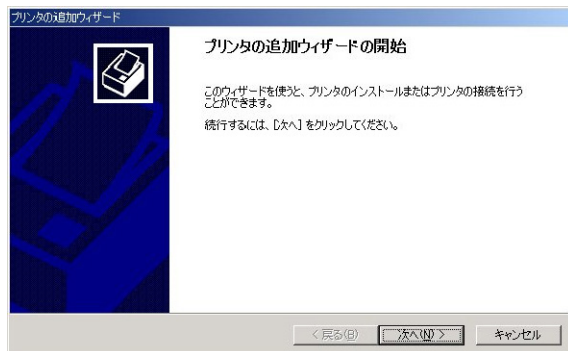 プリンタの追加ウィザード
プリンタの追加ウィザードの開始
このウィザードを使うと、プリンタのインストールまたはプリンタの接続を行う
ことができます。
続行するには、[次へ] をクリックしてください。
< 戻る(B)
次へ(N) >
キャンセル